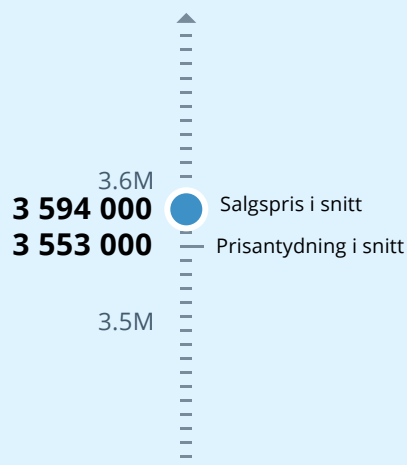 3.6M
3 594 000 Salgspris i snitt
3 553 000 Prisantydning i snitt
3.5M